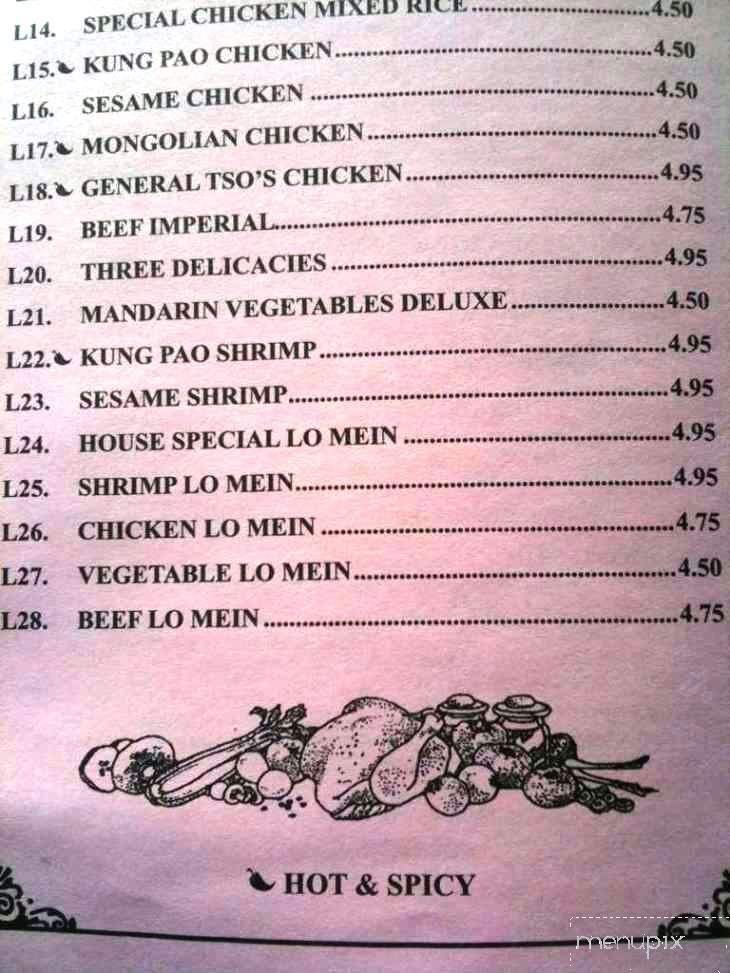 L14. SPECIAL CHICKEN MIXED RICE.........................4.50
L15. KUNG PAO CHICKEN.............................................4.50
L16. SESAME CHICKEN ................................................4.50
L17. MONGOLIAN CHICKEN........................................4.50
L18. GENERAL TSO'S CHICKEN...................................4.95
L19. BEEF IMPERIAL.....................................................4.75
L20. THREE DELICACIES .............................................4.95
L21. MANDARIN VEGETABLES DELUXE.....................4.50
L22. KUNG PAO SHRIMP ..............................................4.95
L23. SESAME SHRIMP...................................................4.95
L24. HOUSE SPECIAL LO MEIN ...................................4.95
L25. SHRIMP LO MEIN..................................................4.95
L26. CHICKEN LO MEIN ..............................................4.75
L27. VEGETABLE LO MEIN..........................................4.50
L28. BEEF LO MEIN ......................................................4.75
HOT & SPICY
menupix